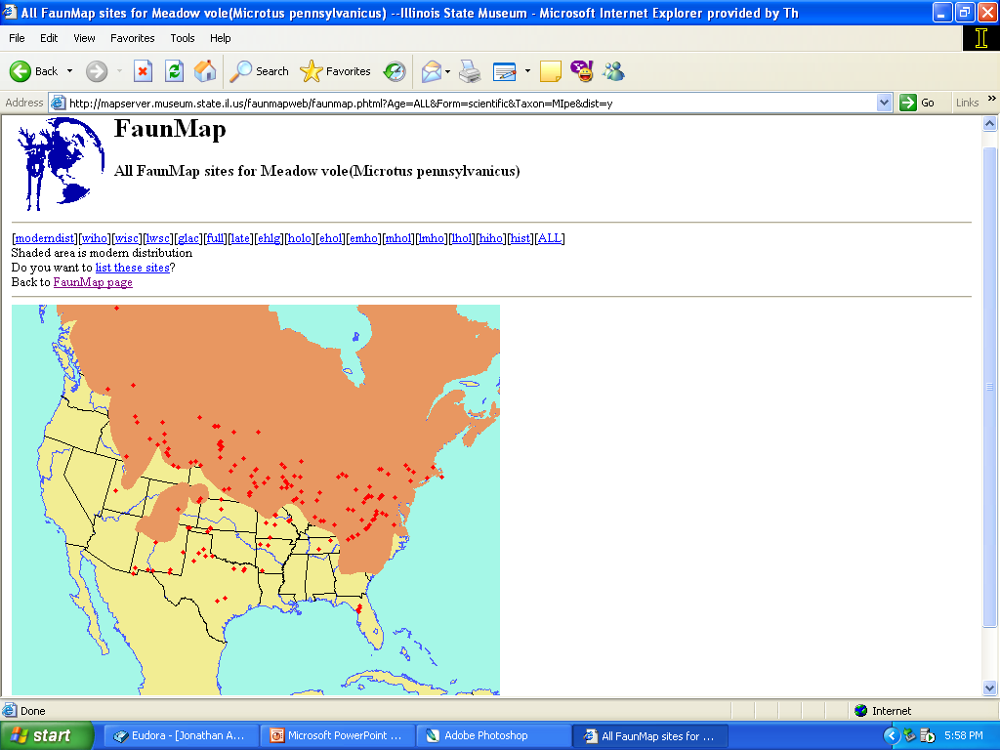 All FaunMap sites for Meadow vole(Microtus pennsylvanicus) --Illinois State Museum - Microsoft Internet Explorer provided by Th
File Edit View Favorites Tools Help
Back Search Favorites
Address http://mapserver.museum.state.il.us/faunmapweb/faunmap.phtml?Age=ALL&Form=scientific&Taxon=MIpe&dist=y Go Links »
FaunMap
All FaunMap sites for Meadow vole(Microtus pennsylvanicus)
[moderndist][wiho][wisc][lwsc][glac][full][late][ehlg][holo][ehol][emho][mhol][lmho][lhol][hiho][hist][ALL]
Shaded area is modern distribution
Do you want to list these sites?
Back to FaunMap page
Done Internet
start Eudora - [Jonathan A... Microsoft PowerPoint ... Adobe Photoshop All FaunMap sites for ... 5:58 PM